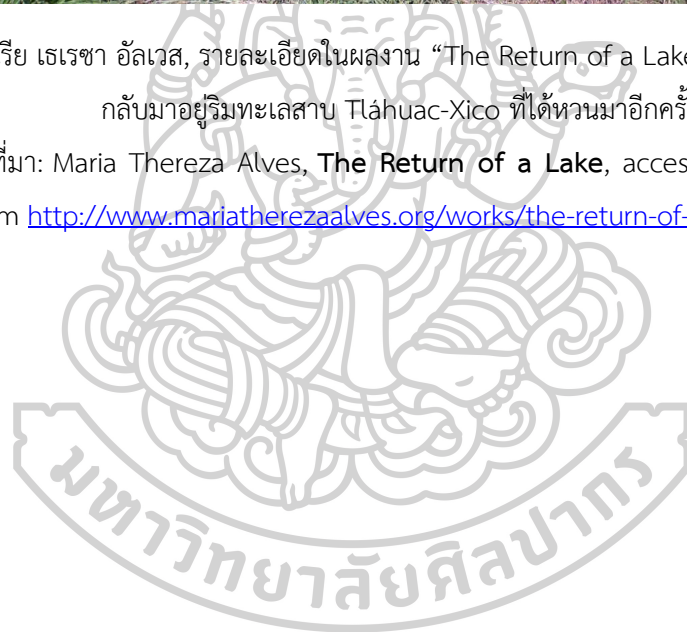 รีย เธเรซา อัลเวส, รายละเอียดในผลงาน “The Return of a Lake
กลับมาอยู่ริมทะเลสาบ Tláhuac-Xico ที่ได้หวนมาอีกครั้
ที่มา: Maria Thereza Alves, The Return of a Lake, acces
m http://www.mariatherezaalves.org/works/the-return-of-
มหาวิทยาลัยศิลปากร